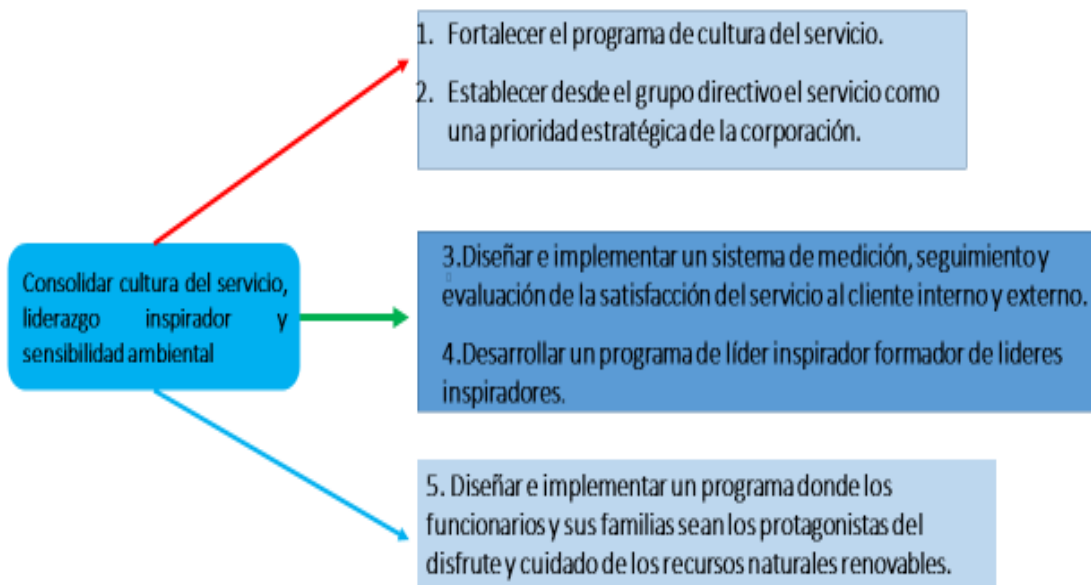 1. Fortalecer el programa de cultura del servicio.
2. Establecer desde el grupo directivo el servicio como
una prioridad estratégica de la corporación.
Consolidar cultura del servicio,
liderazgo inspirador y
sensibilidad ambiental
3.Diseñar e implementar un sistema de medición, seguimiento y
evaluación de la satisfacción del servicio al cliente interno y externo.
4.Desarrollar un programa de líder inspirador formador de lideres
inspiradores.
5. Diseñar e implementar un programa donde los
funcionarios y sus familias sean los protagonistas del
disfrute y cuidado de los recursos naturales renovables.